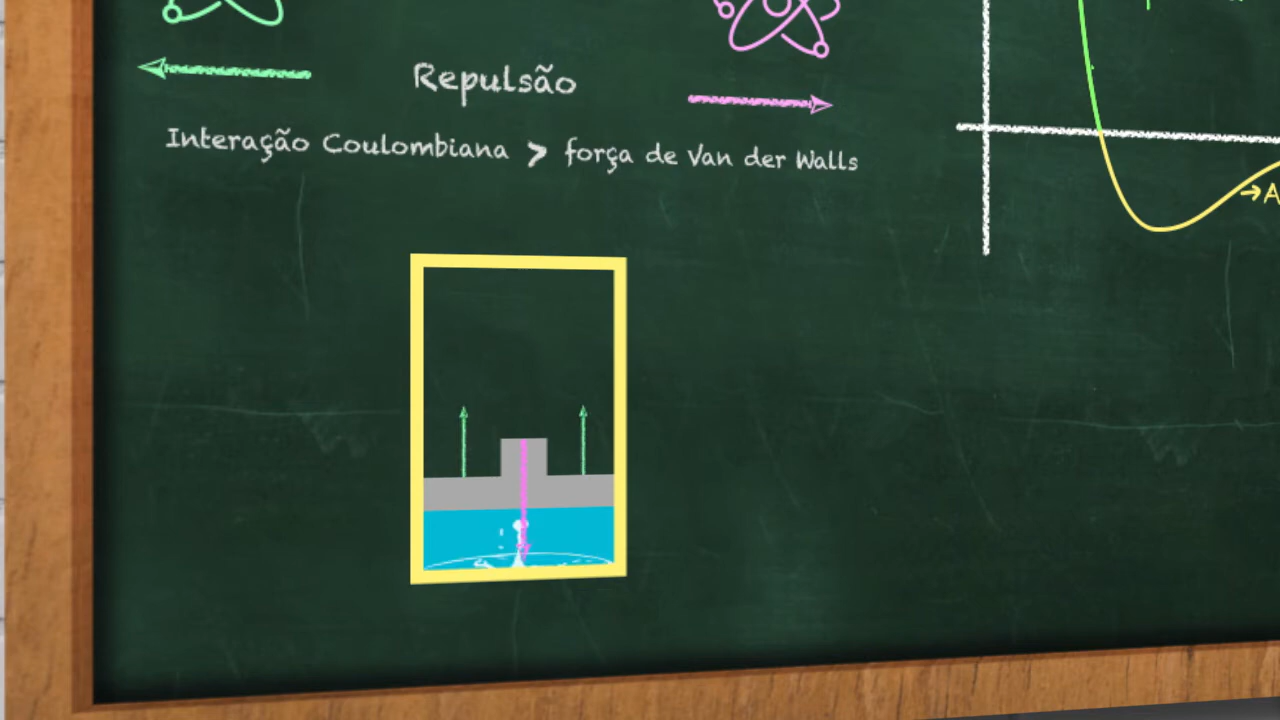 Repulsão
Interação Coulombiana > força de Van der Walls
→A